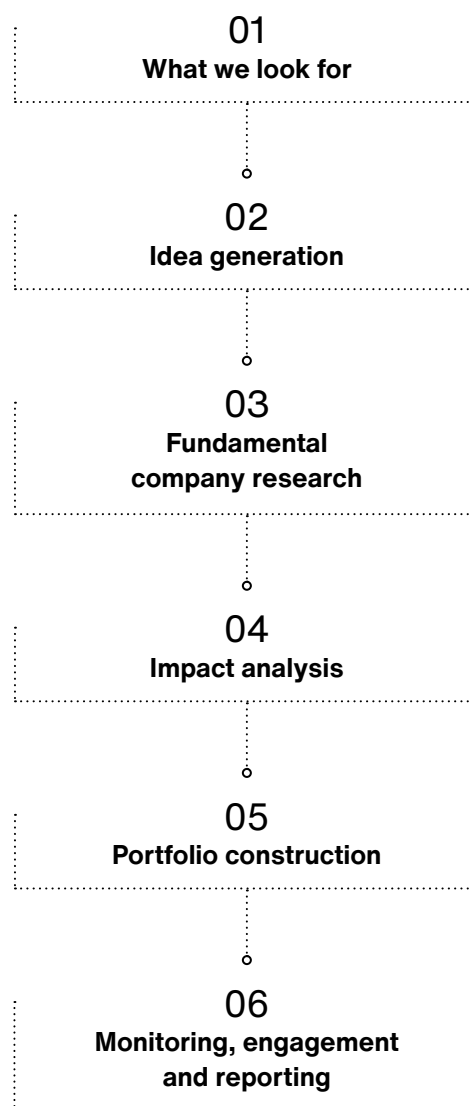 01
What we look for
02
Idea generation
03
Fundamental
company research
04
Impact analysis
05
Portfolio construction
06
Monitoring, engagement
and reporting